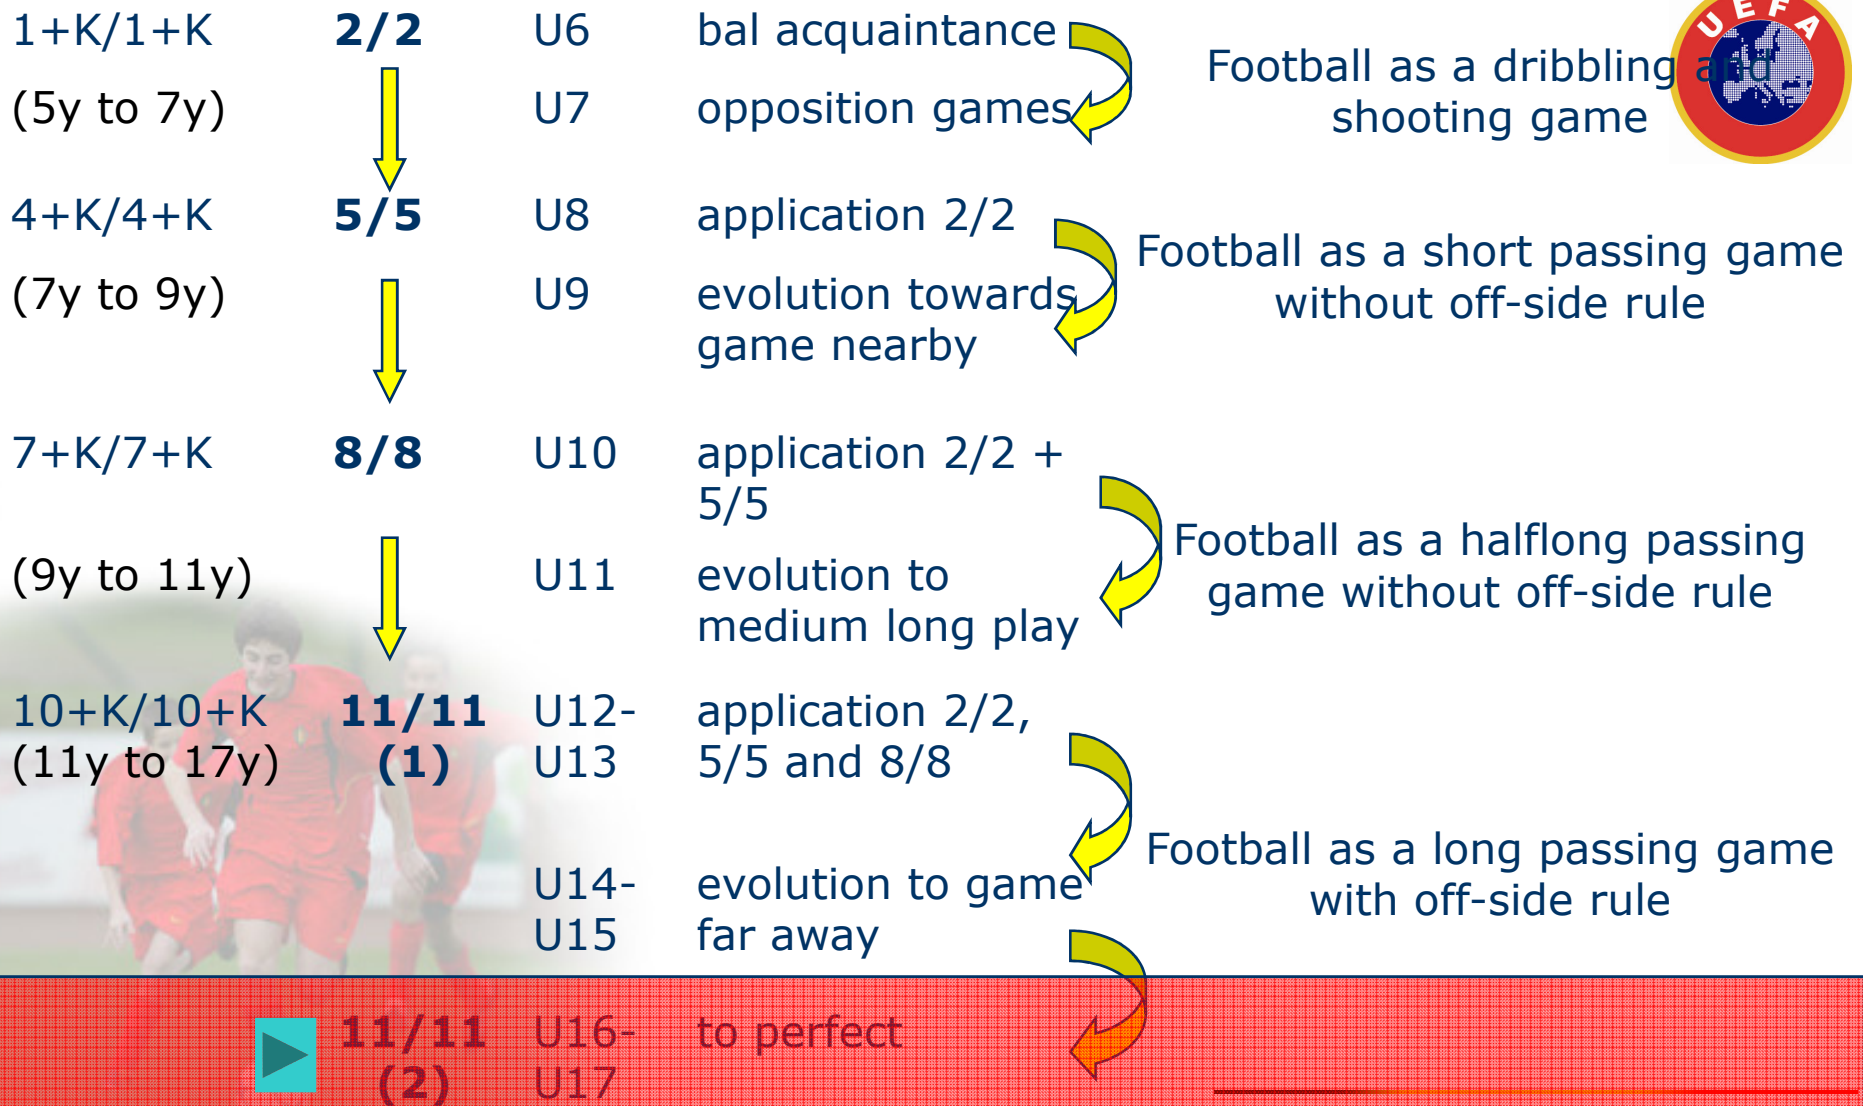 1+K/1+K 2/2 U6 bal acquaintance
UEFA
Football as a dribbling and
(5y to 7y) U7 opposition games
shooting game
4+K/4+K 5/5 U8 application 2/2
Football as a short passing game
(7y to 9y) U9 evolution towards
without off-side rule
game nearby
7+K/7+K 8/8 U10 application 2/2 +
5/5
Football as a halflong passing
(9y to 11y) U11 evolution to
game without off-side rule
medium long play
10+K/10+K 11/11 U12- application 2/2,
(11y to 17y) (1) U13 5/5 and 8/8
Football as a long passing game
U14- evolution to game
with off-side rule
U15 far away
11/11 U16- to perfect
(2) U17